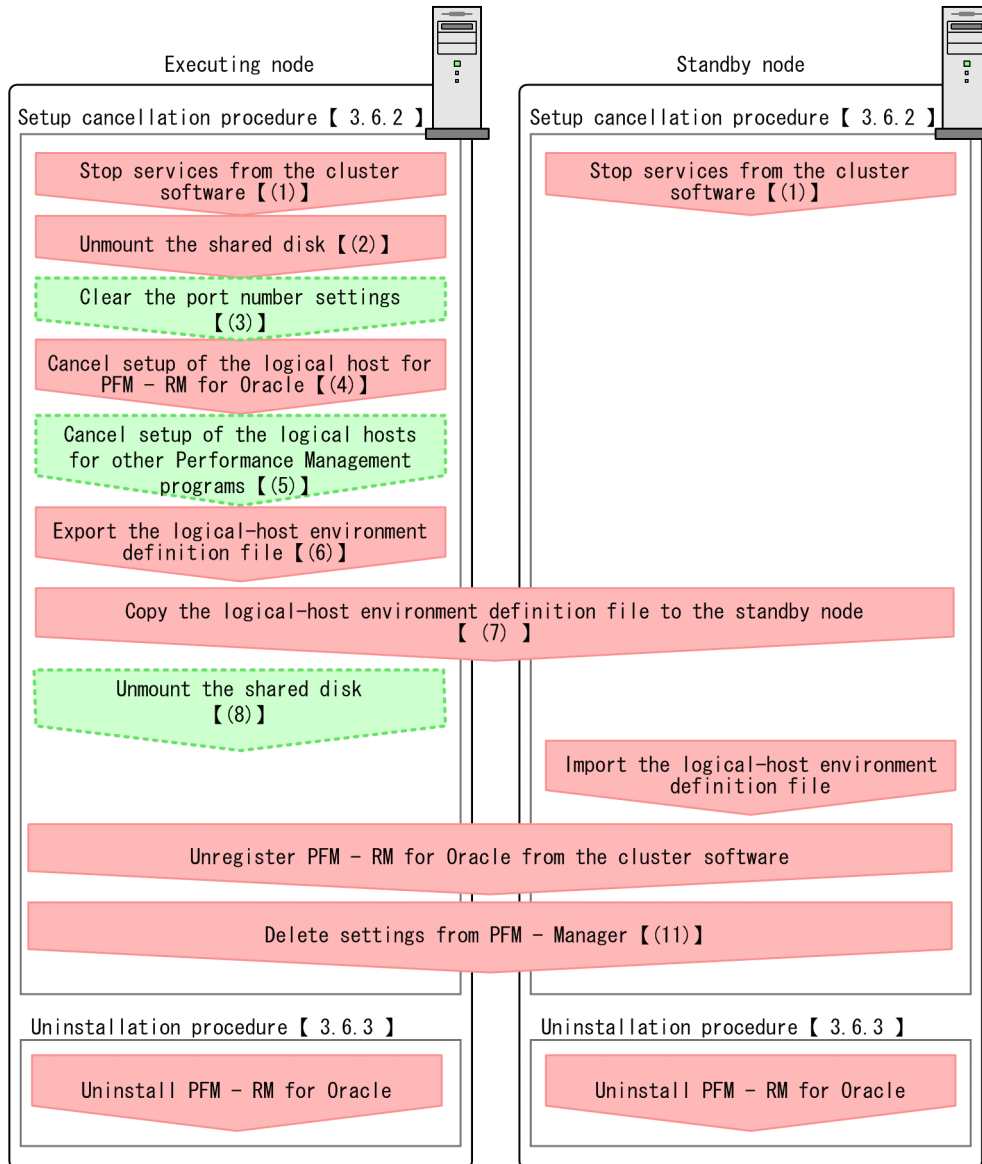 Executing node
Standby node
Setup cancellation procedure【 3.6.2 】
Setup cancellation procedure【 3.6.2 】
Stop services from the cluster
software【(1)】
Stop services from the cluster
software【(1)】
Unmount the shared disk【(2)】
Clear the port number settings
【(3)】
Cancel setup of the logical host for
PFM - RM for Oracle【(4)】
Cancel setup of the logical hosts
for other Performance Management
programs【(5)】
Export the logical-host environment
definition file【(6)】
Copy the logical-host environment definition file to the standby node
【 (7) 】
Unmount the shared disk
【(8)】
Import the logical-host environment
definition file
Unregister PFM - RM for Oracle from the cluster software
Delete settings from PFM - Manager【(11)】
Uninstallation procedure【 3.6.3 】
Uninstallation procedure【 3.6.3 】
Uninstall PFM - RM for Oracle
Uninstall PFM - RM for Oracle